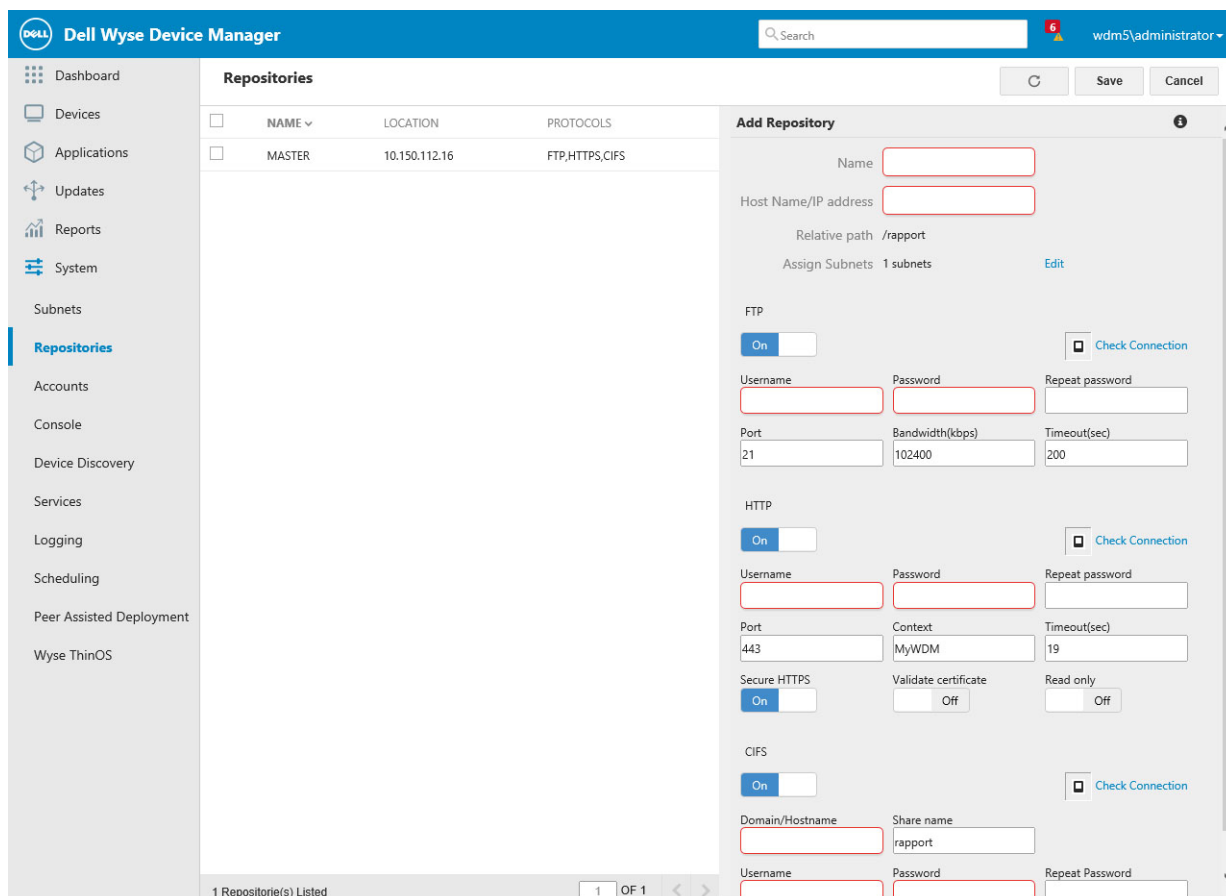 DELL Dell Wyse Device Manager Search 6 wdm5\administrator
Dashboard
Devices
Applications
Updates
Reports
System
Subnets
Repositories
Accounts
Console
Device Discovery
Services
Logging
Scheduling
Peer Assisted Deployment
Wyse ThinOS
Repositories Save Cancel
NAME LOCATION PROTOCOLS
MASTER 10.150.112.16 FTP,HTTPS,CIFS
1 Repositorie(s) Listed 1 OF 1
Add Repository
Name
Host Name/IP address
Relative path /rapport
Assign Subnets 1 subnets Edit
FTP
On Check Connection
Username Password Repeat password
Port Bandwidth(kbps) Timeout(sec)
21 102400 200
HTTP
On Check Connection
Username Password Repeat password
Port Context Timeout(sec)
443 MyWDM 19
Secure HTTPS Validate certificate Read only
On Off Off
CIFS
On Check Connection
Domain/Hostname Share name
rapport
Username Password Repeat Password